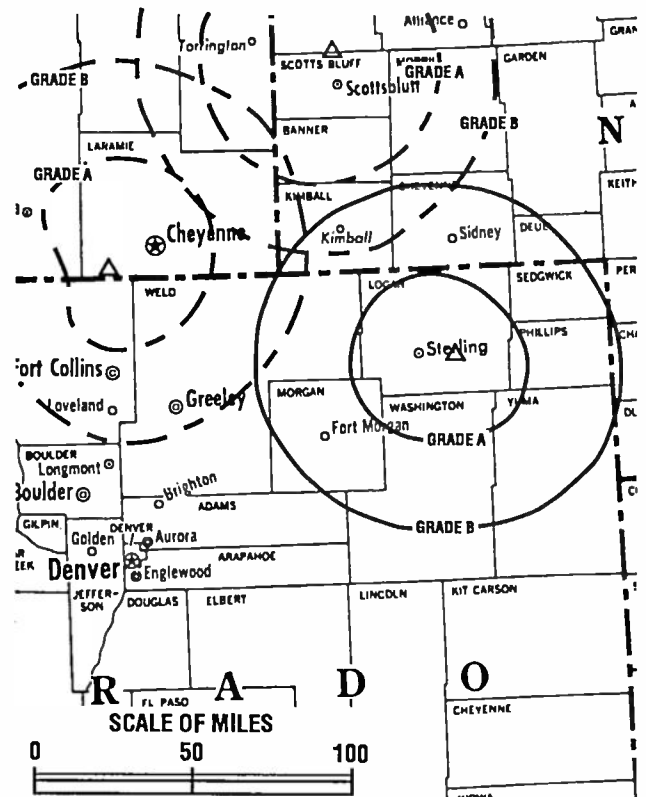 Alliance
GRAN
Torrington
SCOTTS BLUFF
GARDEN
GRADE A
GRADE B
Scottsbluff
GRADE B
BANNER
N
LARAMIE
GRADE A
KIMBALL
CHEYENNE
KEITH
Cheyenne
Kimball
Sidney
DEUEL
WELD
LOGAN
SEDGWICK
PER
PHILLIPS
CHA
Sterling
Fort Collins
MORGAN
WASHINGTON
YUMA
DU
Loveland
Greeley
Fort Morgan
GRADE A
BOULDER
Longmont
Boulder
Brighton
ADAMS
GRADE B
GILPIN
DENVER
Golden
Aurora
ARAPAHOE
Denver
Englewood
JEFFER-
SON
DOUGLAS
ELBERT
LINCOLN
KIT CARSON
R A D O
EL PASO
CHEYENNE
SCALE OF MILES
0 50 100